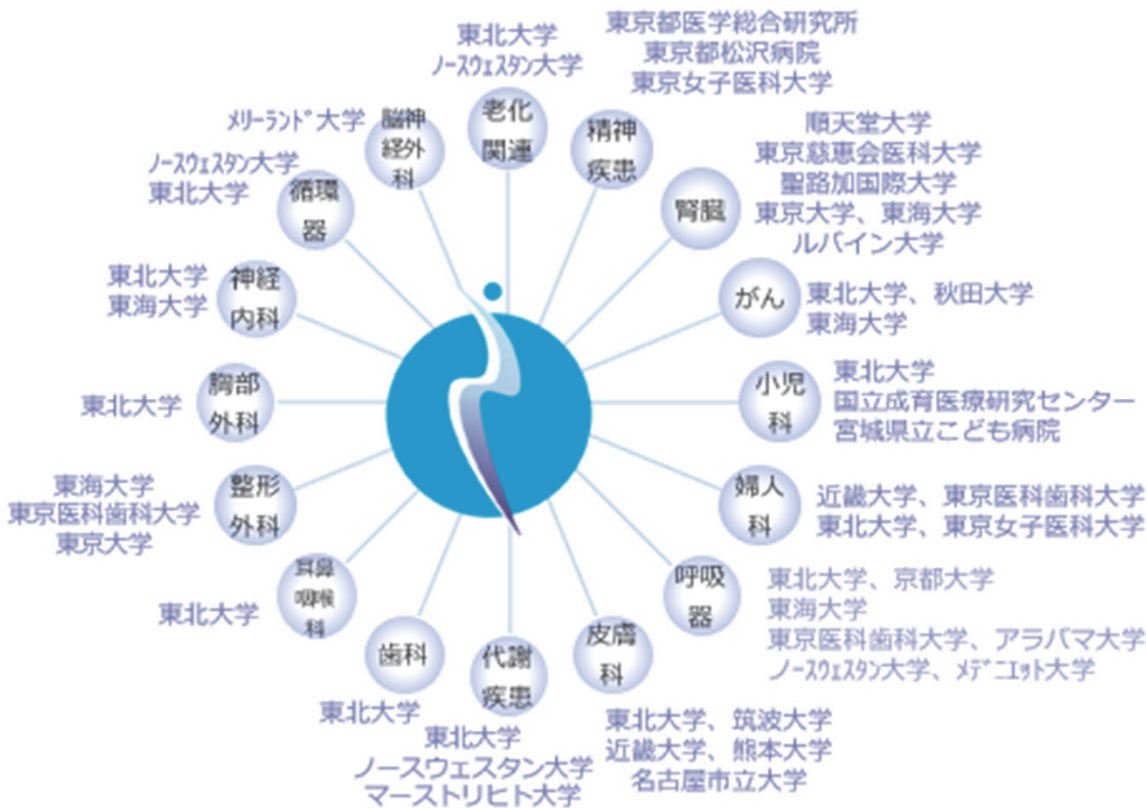 東北大学
ノースウェスタン大学
老化
関連
東京都医学総合研究所
東京都松沢病院
東京女子医科大学
精神
疾患
順天堂大学
東京慈恵会医科大学
聖路加国際大学
東京大学、東海大学
ルバイン大学
腎臓
がん
東北大学、秋田大学
東海大学
小児
科
東北大学
国立成育医療研究センター
宮城県立こども病院
婦人
科
近畿大学、東京医科歯科大学
東北大学、東京女子医科大学
呼吸
器
東北大学、京都大学
東海大学
東京医科歯科大学、アラバマ大学
ノースウェスタン大学、メデニエット大学
皮膚
科
東北大学、筑波大学
近畿大学、熊本大学
名古屋市立大学
代謝
疾患
東北大学
ノースウェスタン大学
マーストリヒト大学
歯科
東北大学
耳鼻
咽喉
科
東北大学
整形
外科
東海大学
東京医科歯科大学
東京大学
胸部
外科
東北大学
神経
内科
東北大学
東海大学
循環
器
ノースウェスタン大学
東北大学
脳神
経外
科
メリーランド大学